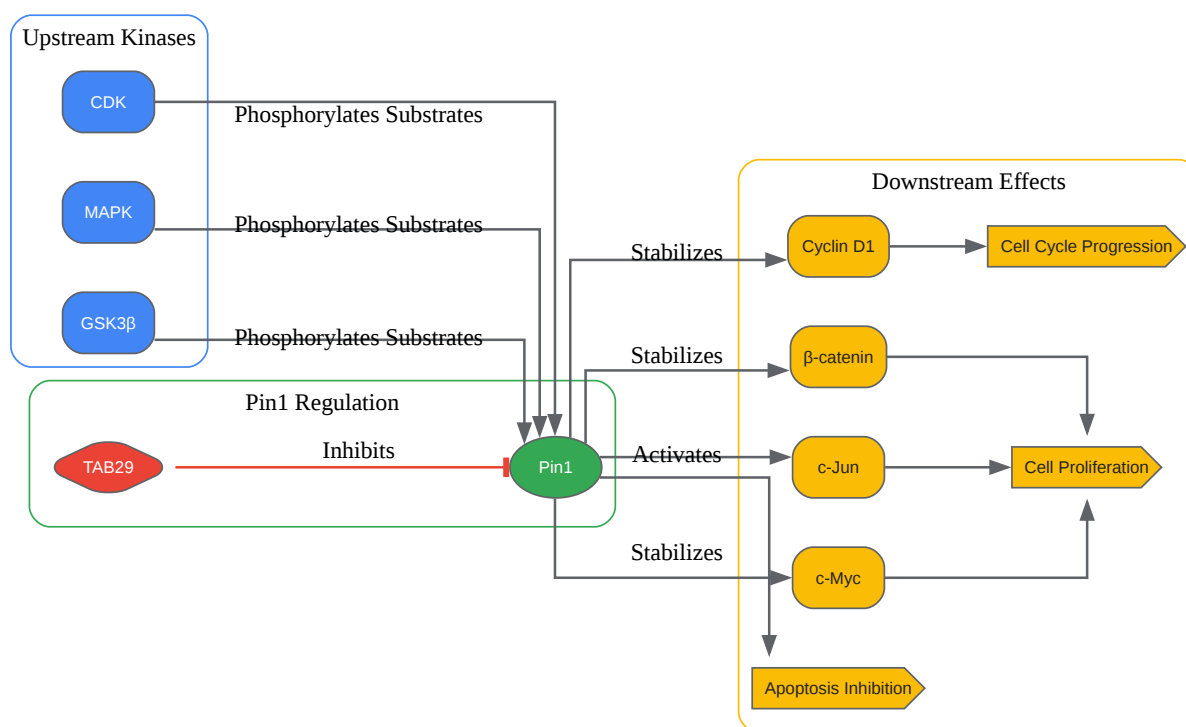 Upstream Kinases
CDK
Phosphorylates Substrates
MAPK
Phosphorylates Substrates
GSK3β
Phosphorylates Substrates
Pin1 Regulation
TAB29
Inhibits
Pin1
Downstream Effects
Stabilizes
Cyclin D1
Cell Cycle Progression
Stabilizes
β-catenin
Activates
c-Jun
Cell Proliferation
Stabilizes
c-Myc
Apoptosis Inhibition